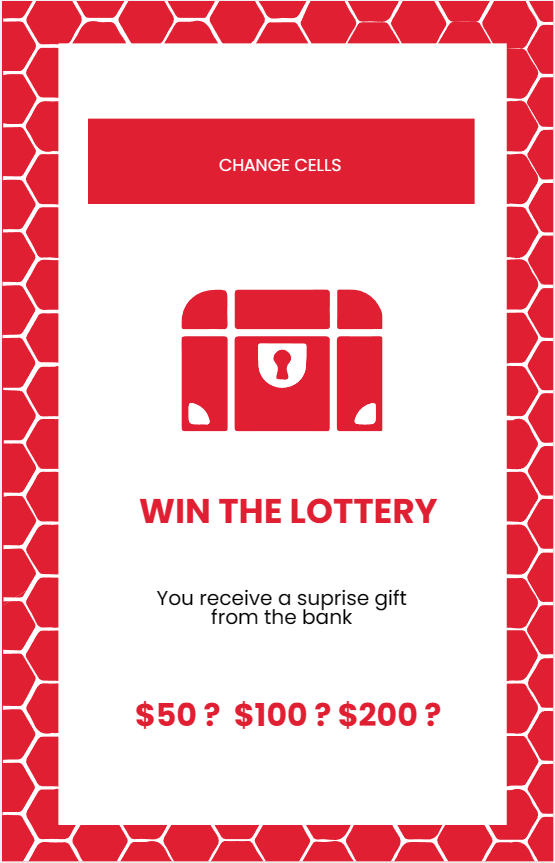 CHANGE CELLS
WIN THE LOTTERY
You receive a suprise gift
from the bank
$50 ? $100 ? $200 ?